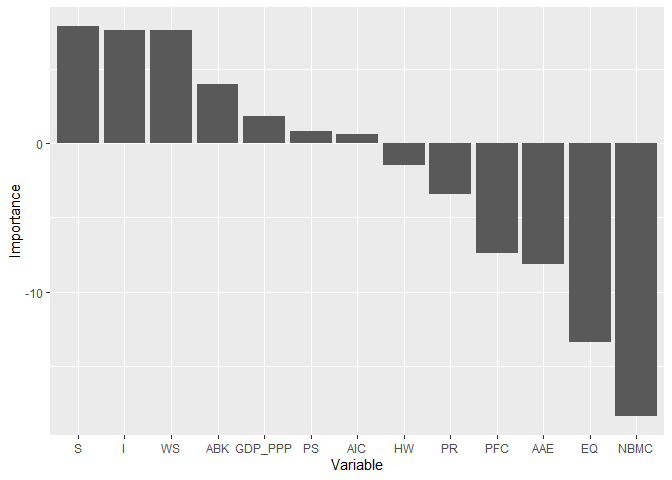 Importance
0
-10
S I WS ABK GDP_PPP PS AIC HW PR PFC AAE EQ NBMC
Variable